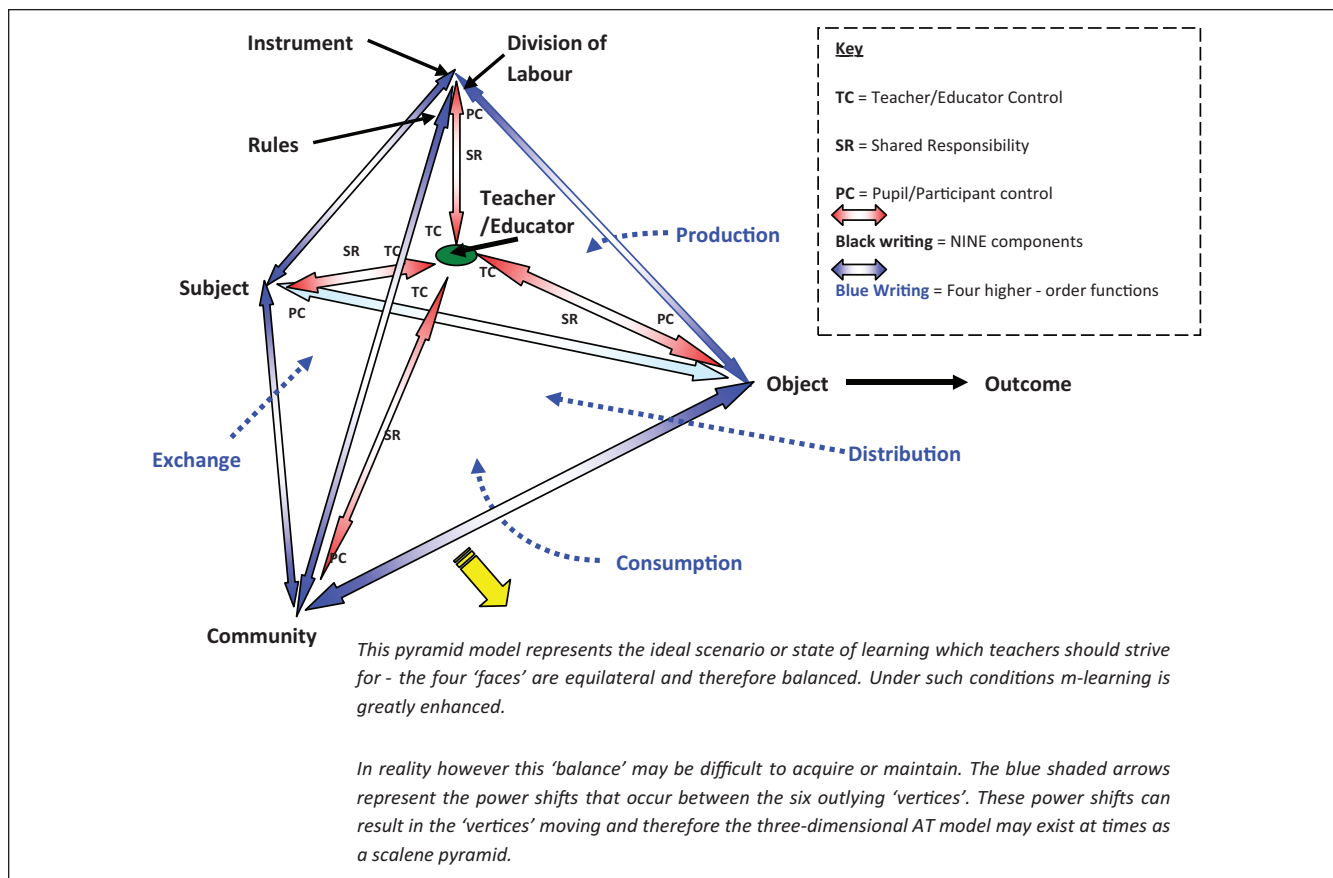 Instrument
Division of
Labour
Rules
PC
SR
Teacher
/Educator
TC
Production
SR
TC
TC
Subject
TC
PC
SR
PC
Object
Outcome
SR
Exchange
Distribution
PC
Consumption
Community
Key
TC = Teacher/Educator Control
SR = Shared Responsibility
PC = Pupil/Participant control
Black writing = NINE components
Blue Writing = Four higher - order functions
This pyramid model represents the ideal scenario or state of learning which teachers should strive
for - the four ‘faces’ are equilateral and therefore balanced. Under such conditions m-learning is
greatly enhanced.
In reality however this ‘balance’ may be difficult to acquire or maintain. The blue shaded arrows
represent the power shifts that occur between the six outlying ‘vertices’. These power shifts can
result in the ‘vertices’ moving and therefore the three-dimensional AT model may exist at times as
a scalene pyramid.